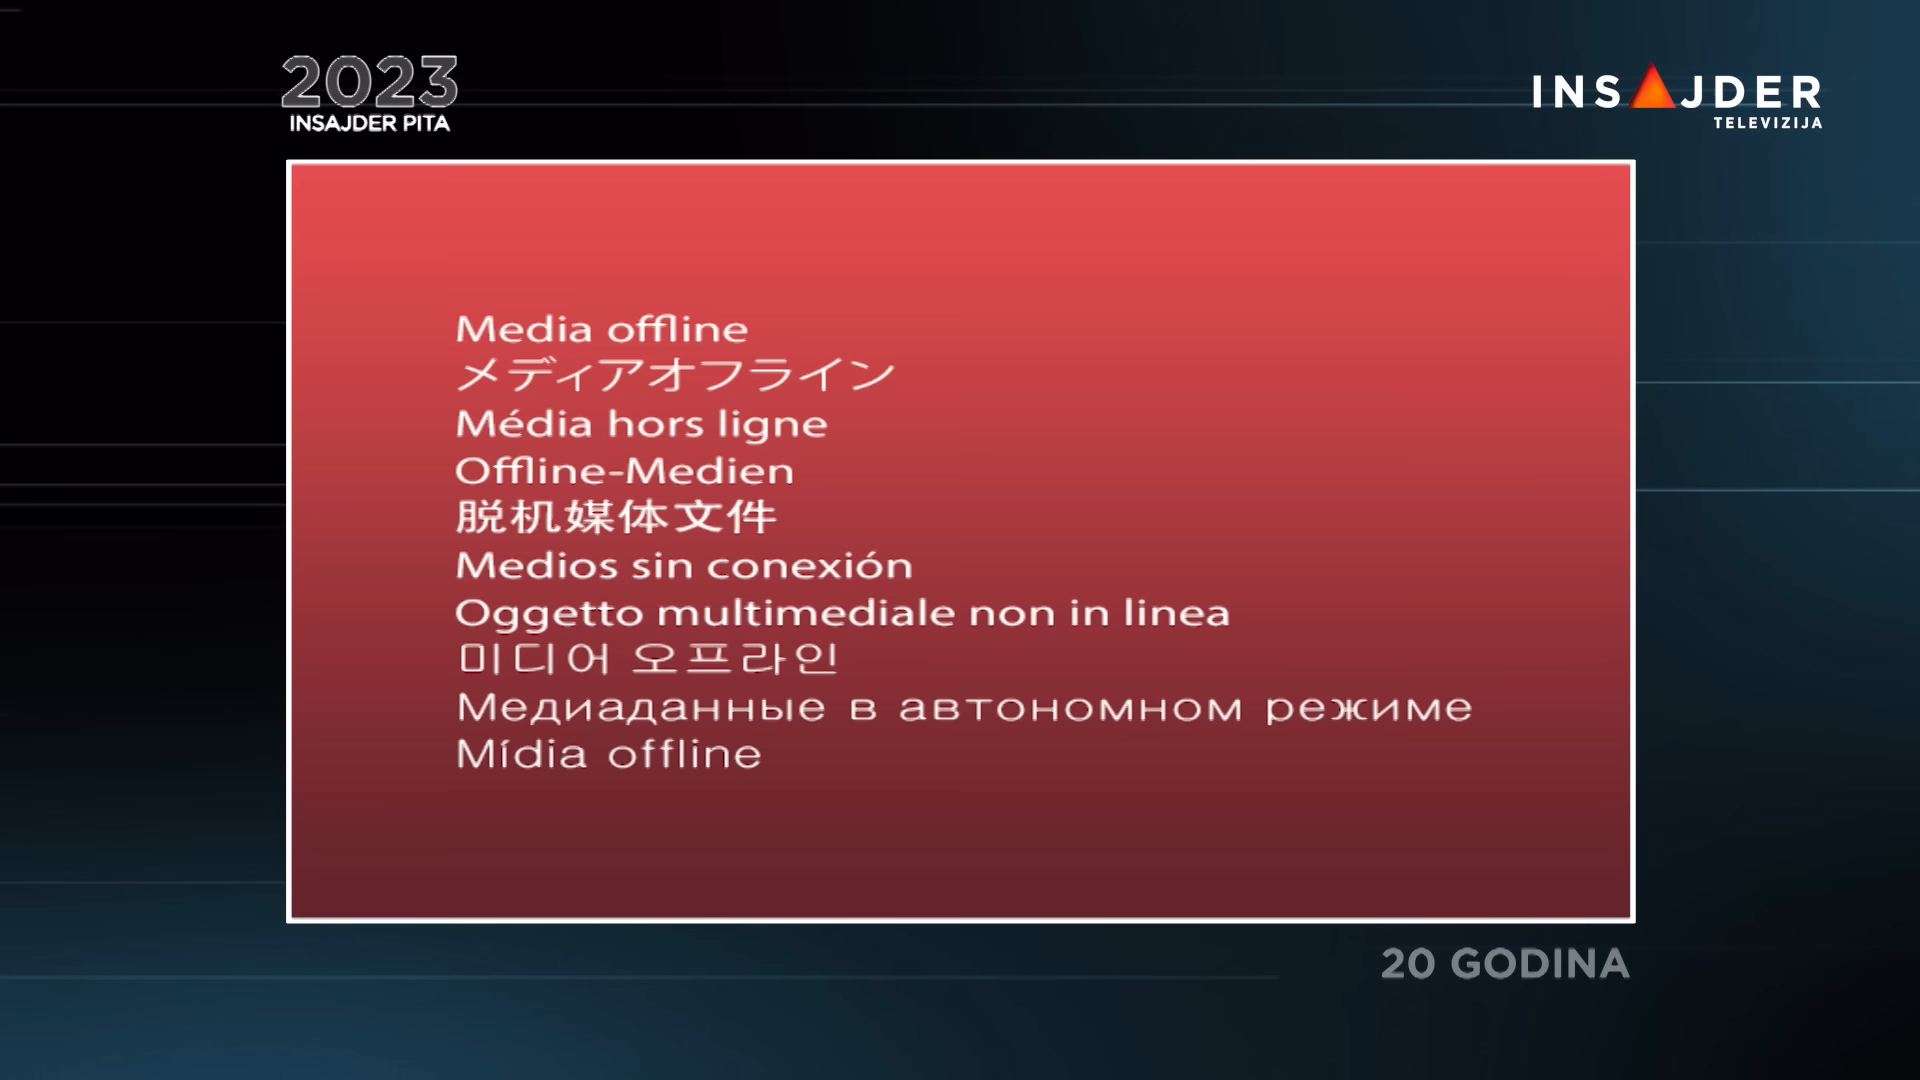 2023
INSAJDER PITA
INSAJDER
TELEVIZIJA
Media offline
メディアオフライン
Média hors ligne
Offline-Medien
脱机媒体文件
Medios sin conexión
Oggetto multimediale non in linea
미디어 오프라인
Медиаданные в автономном режиме
Mídia offline
20 GODINA